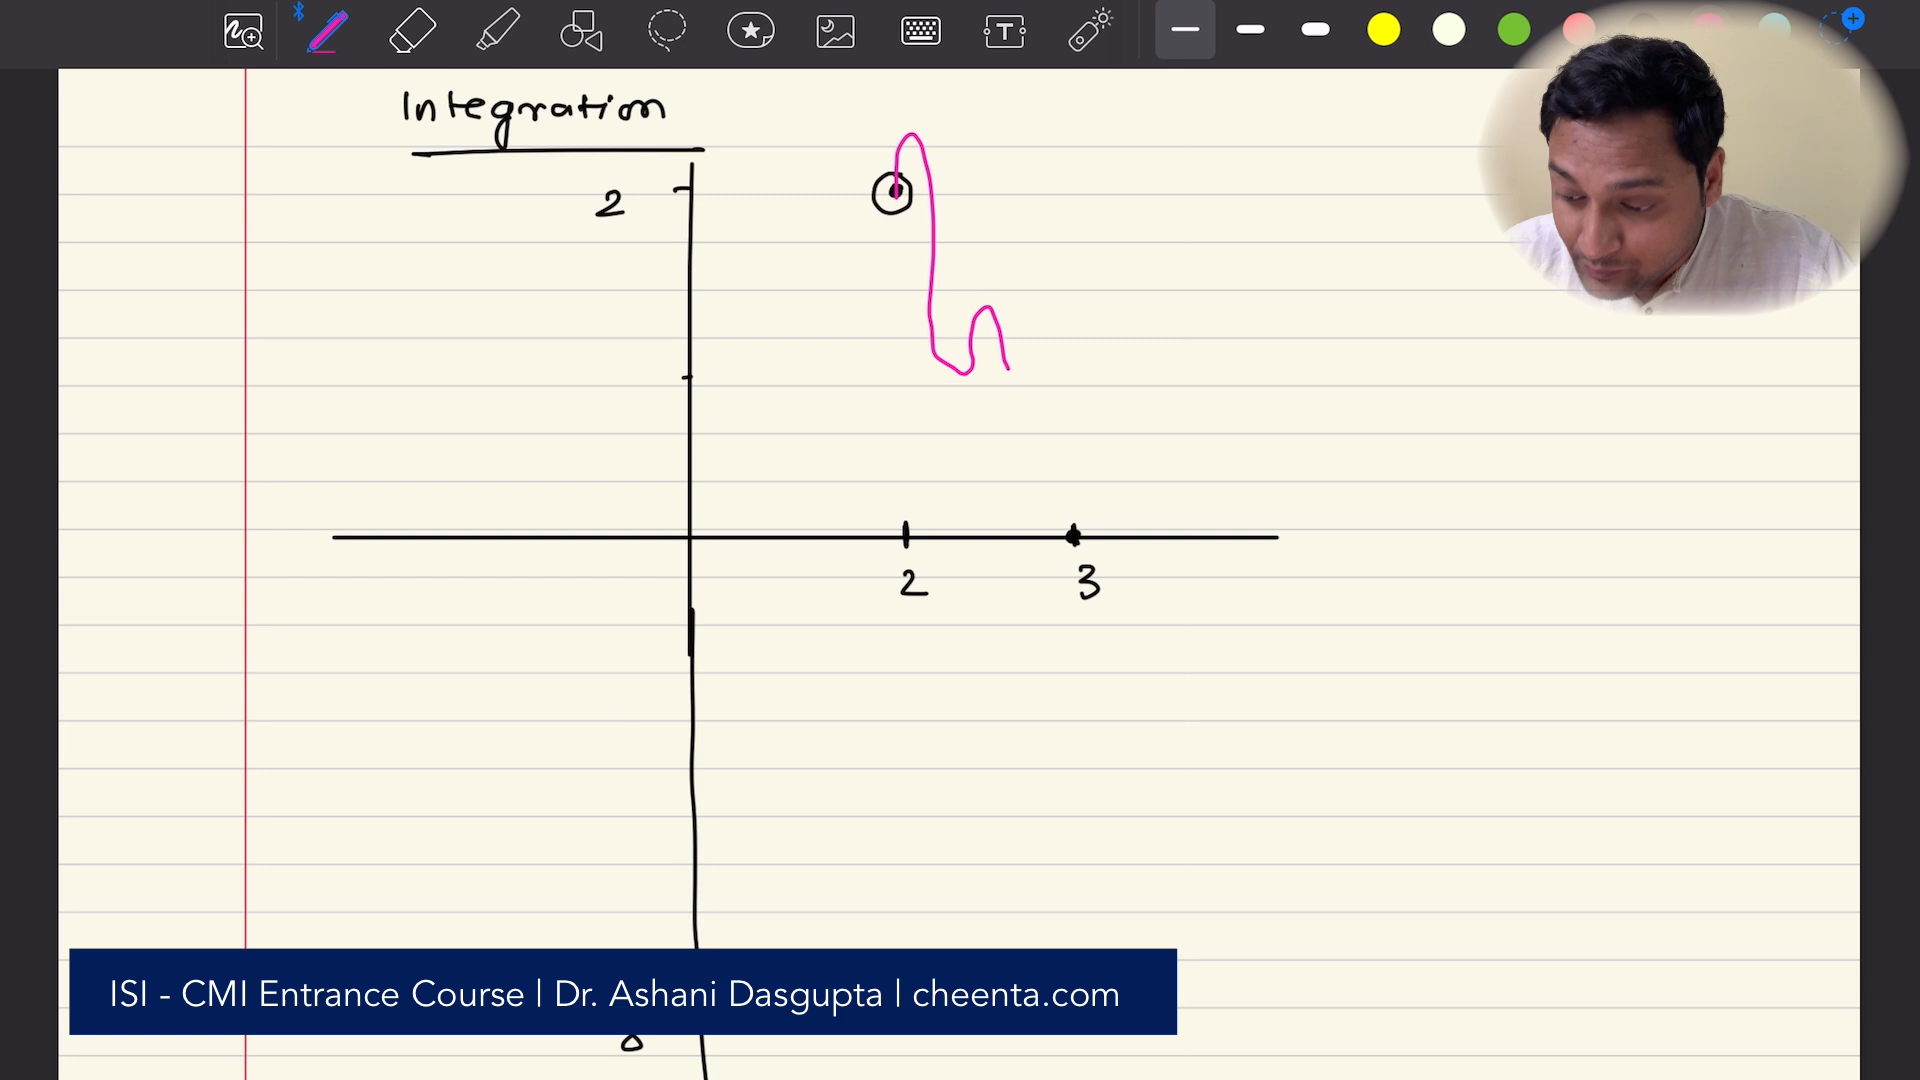 Integration
2
2
3
ISI - CMI Entrance Course | Dr. Ashani Dasgupta | cheenta.com